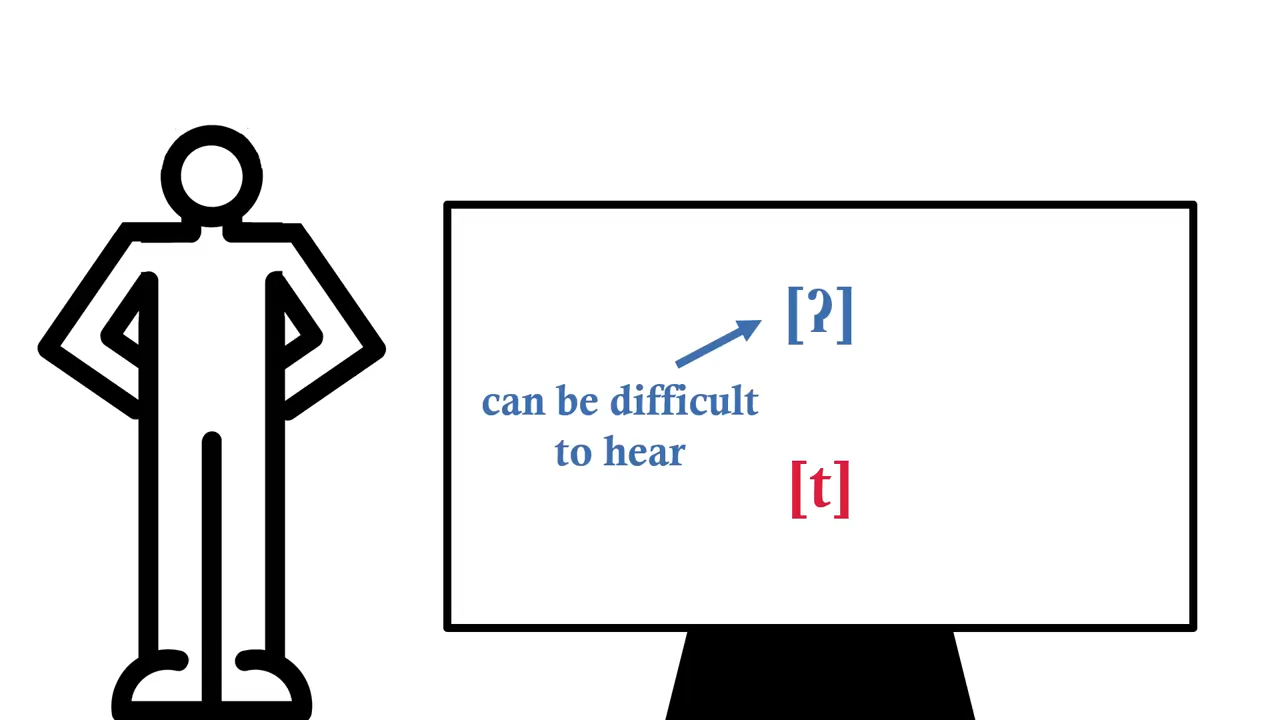 [ʔ]
can be difficult
to hear
[t]